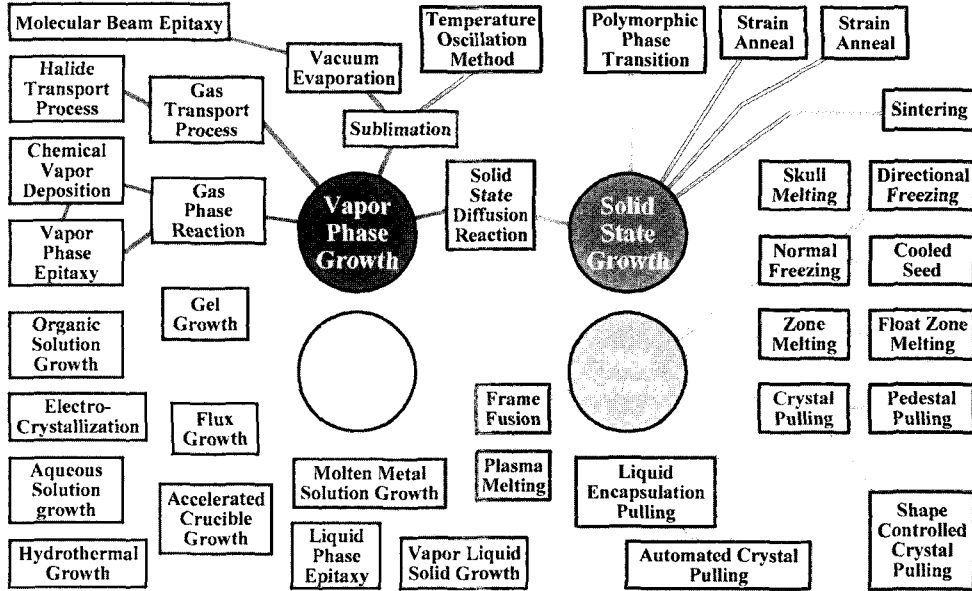 Molecular Beam Epitaxy
Temperature
Oscillation
Method
Polymorphic
Phase
Transition
Strain
Anneal
Strain
Anneal
Vacuum
Evaporation
Halide
Transport
Process
Gas
Transport
Process
Sublimation
Sintering
Chemical
Vapor
Deposition
Gas
Phase
Reaction
Vapor
Phase
Growth
Solid
State
Diffusion
Reaction
Solid
State
Growth
Skull
Melting
Directional
Freezing
Vapor
Phase
Epitaxy
Normal
Freezing
Cooled
Seed
Gel
Growth
Organic
Solution
Growth
Zone
Melting
Float Zone
Melting
Electro-
Crystallization
Flux
Growth
Frame
Fusion
Crystal
Pulling
Pedestal
Pulling
Aqueous
Solution
growth
Accelerated
Crucible
Growth
Molten Metal
Solution Growth
Plasma
Melting
Liquid
Encapsulation
Pulling
Shape
Controlled
Crystal
Pulling
Hydrothermal
Growth
Liquid
Phase
Epitaxy
Vapor Liquid
Solid Growth
Automated Crystal
Pulling